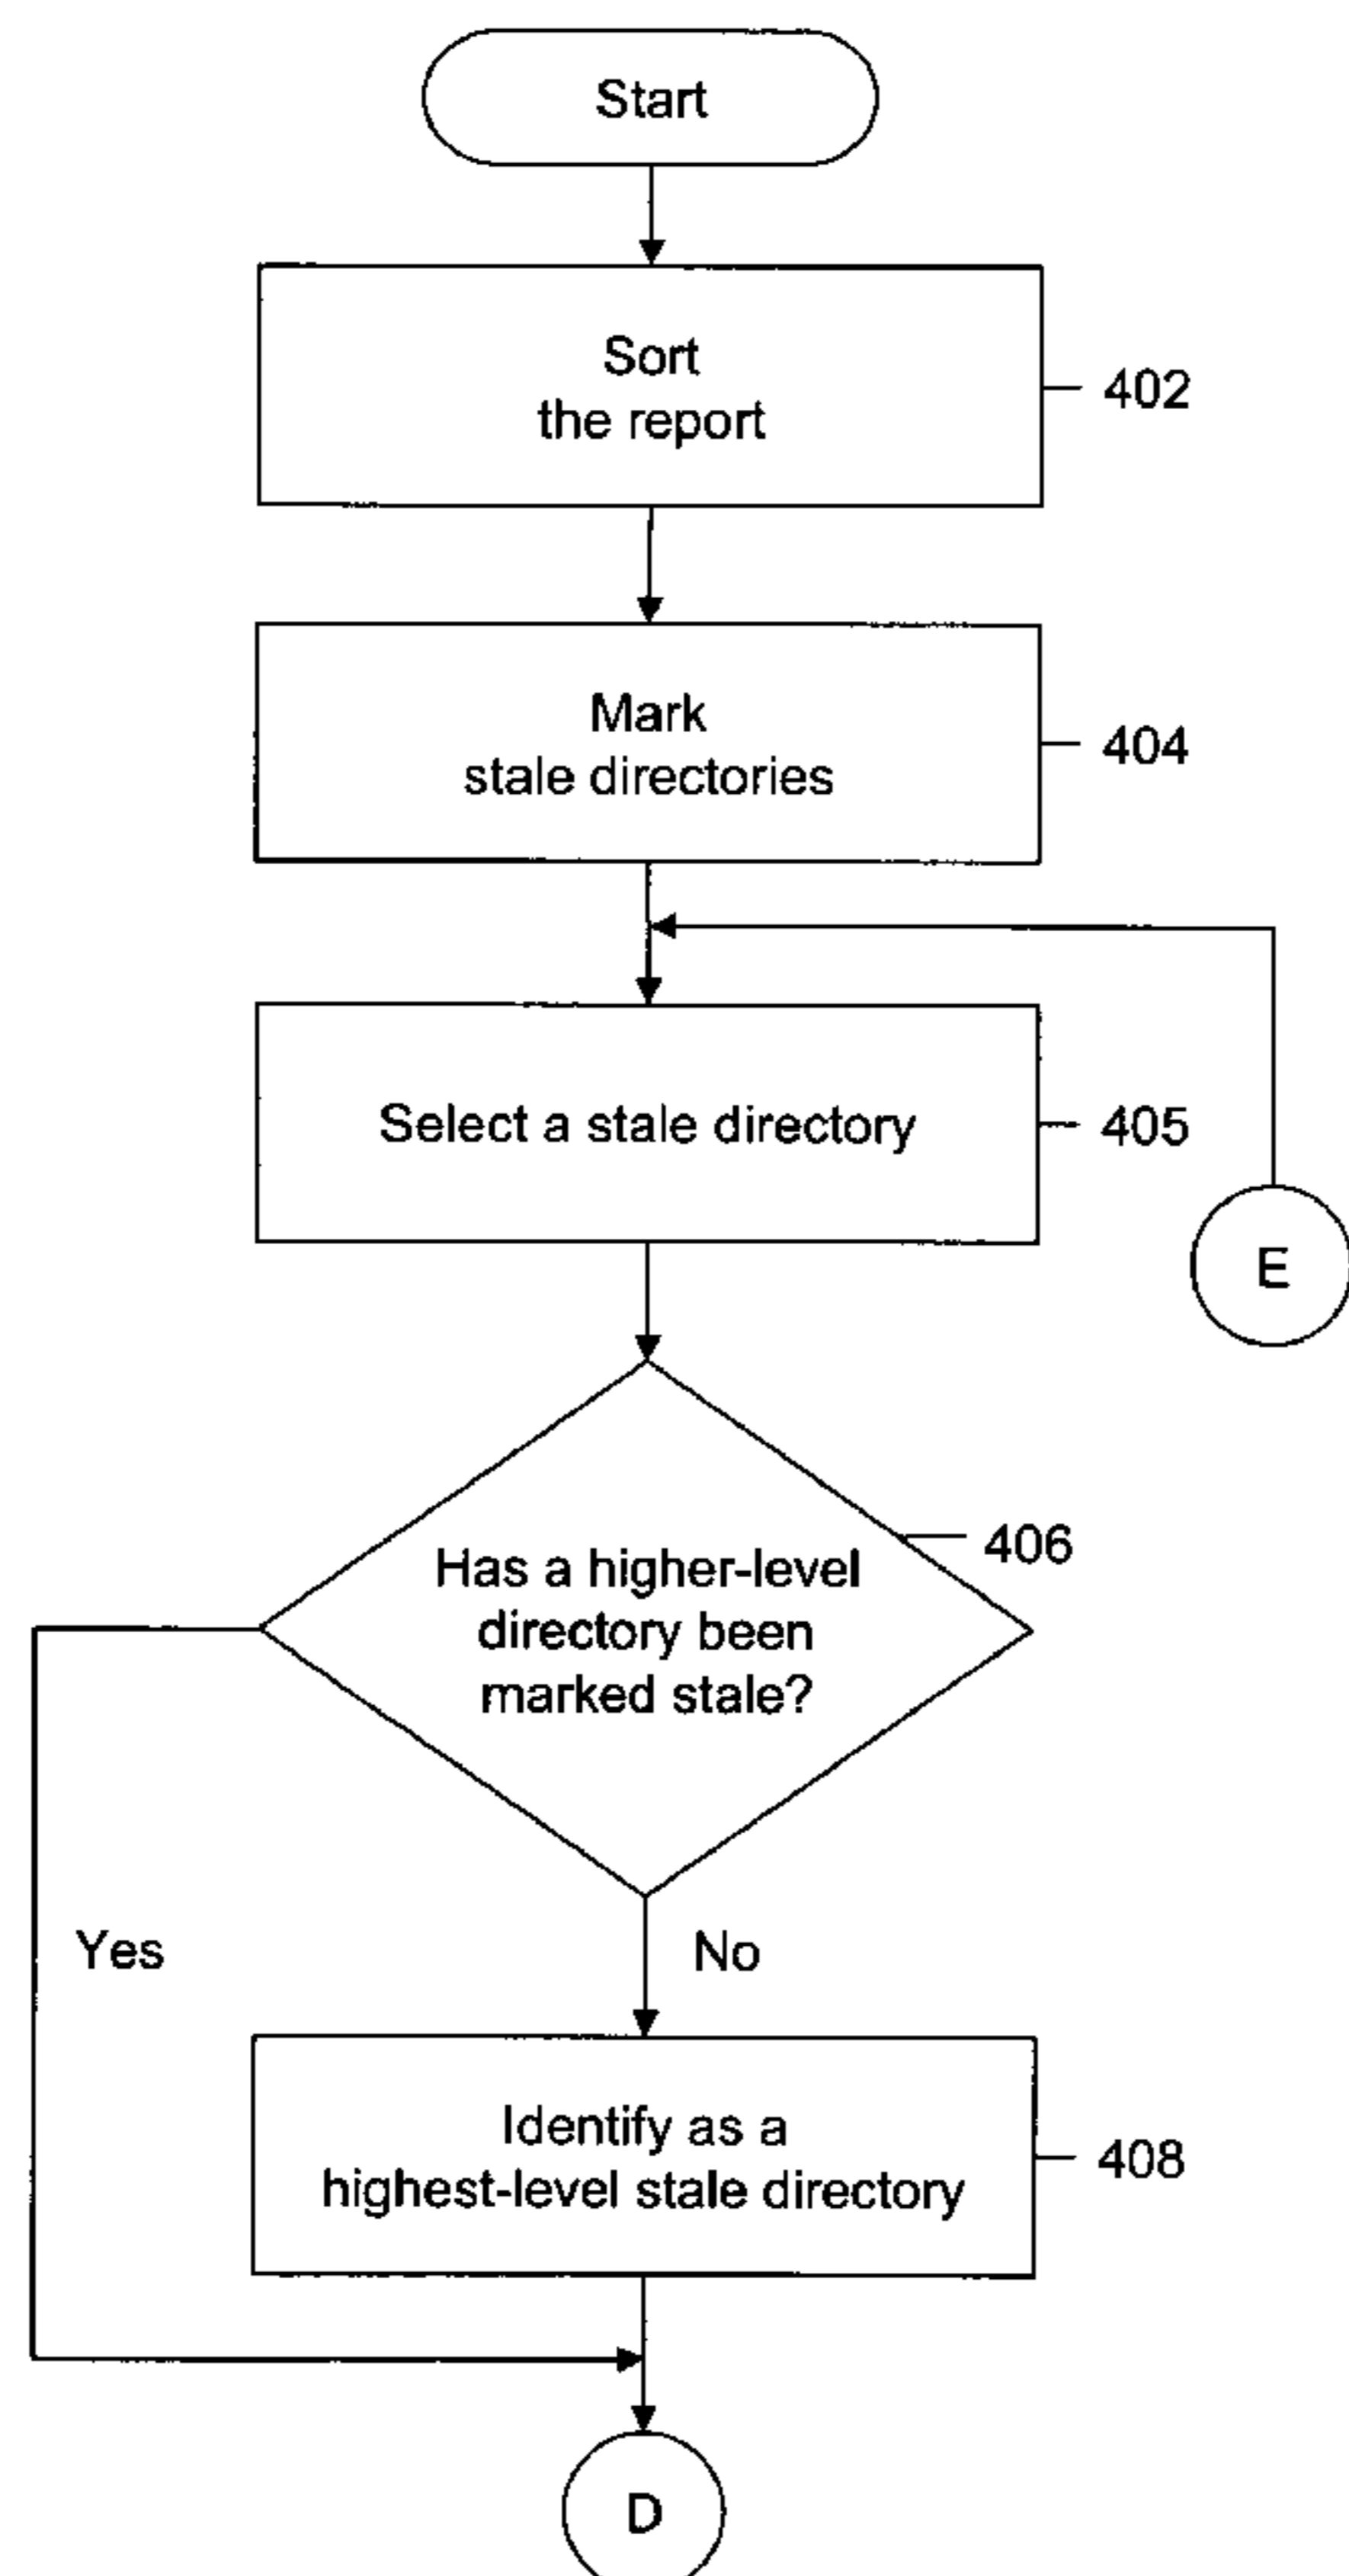 Start
Sort
the report
402
Mark
stale directories
404
Select a stale directory
405
E
Has a higher-level
directory been
marked stale?
406
Yes
No
Identify as a
highest-level stale directory
408
D